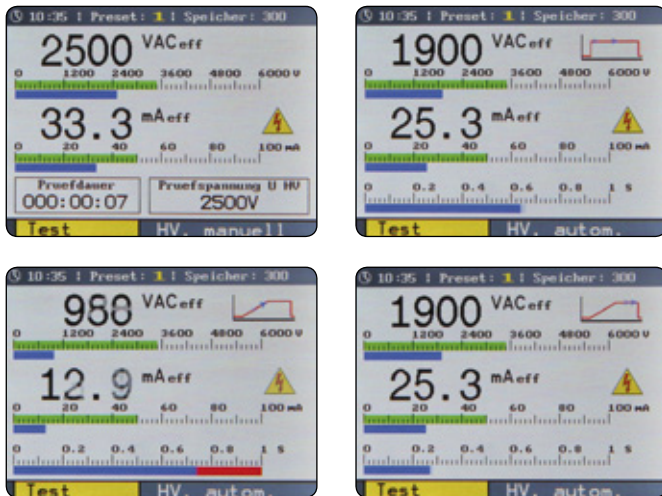 10:35 | Preset: 1 | Speicher: 300
2500 VACeff
0 1200 2400 3600 4800 6000 V
33.3 mAeff
0 20 40 60 80 100 mA
Pruefdauer
000:00:07
Pruefspannung U HV
2500V
Test HV. manuell
10:35 | Preset: 1 | Speicher: 300
1900 VACeff
0 1200 2400 3600 4800 6000 V
25.3 mAeff
0 20 40 60 80 100 mA
0 0.2 0.4 0.6 0.8 1 s
Test HV. autom.
10:35 | Preset: 1 | Speicher: 300
980 VACeff
0 1200 2400 3600 4800 6000 V
12.9 mAeff
0 20 40 60 80 100 mA
0 0.2 0.4 0.6 0.8 1 s
Test HV. autom.
10:35 | Preset: 1 | Speicher: 300
1900 VACeff
0 1200 2400 3600 4800 6000 V
25.3 mAeff
0 20 40 60 80 100 mA
0 0.2 0.4 0.6 0.8 1 s
Test HV. autom.